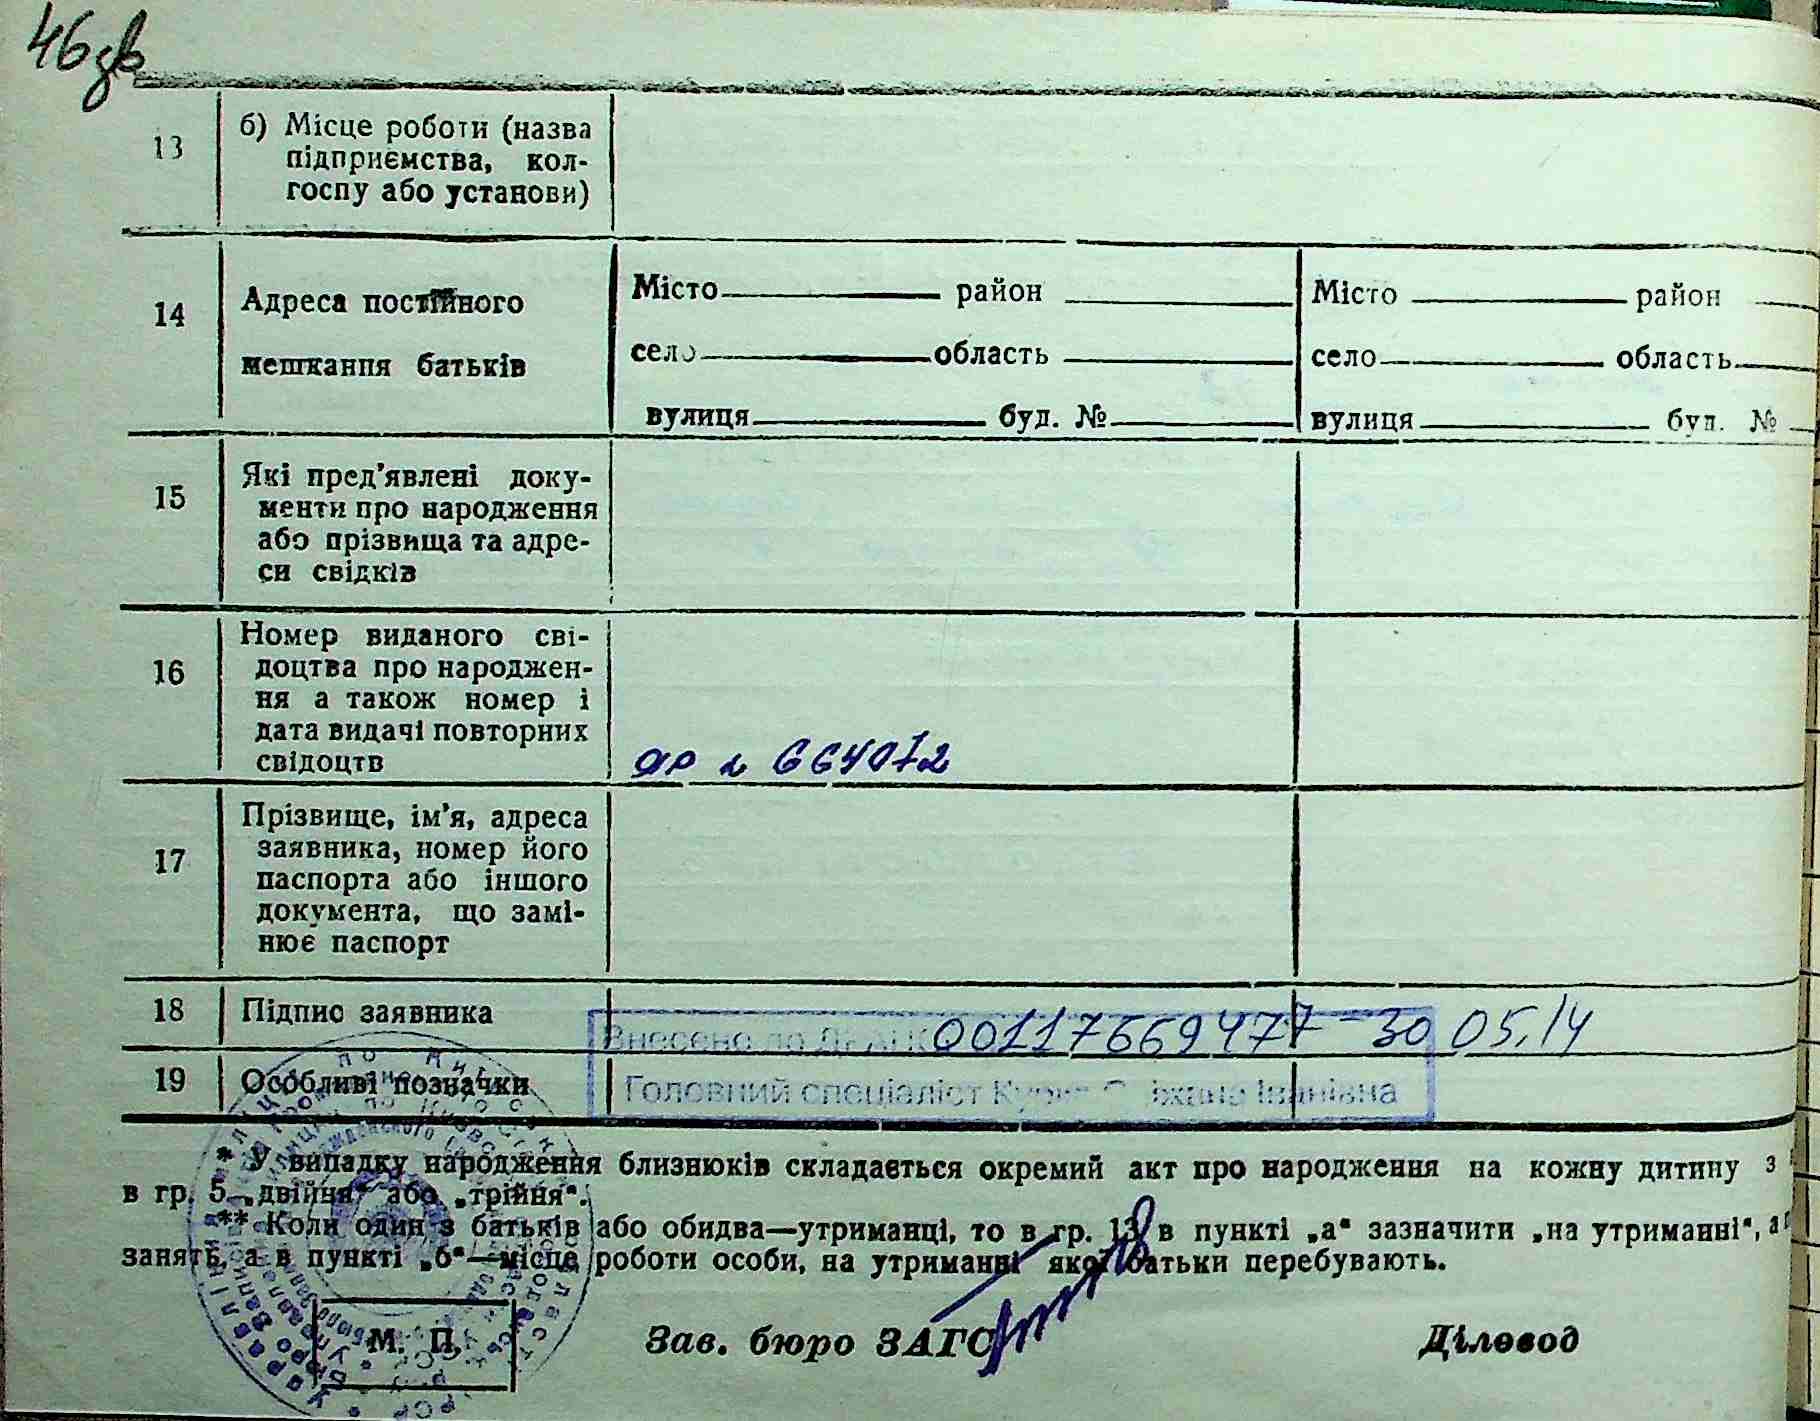 46 зв
13 б) Місце роботи (назва
підприємства, кол-
госпу або установи)
14 Адреса постійного
мешкання батьків
Місто район Місто район
село область село область
вулиця буд. № вулиця буд. №
15 Які пред'явлені доку-
менти про народження
або прізвища та адре-
си свідків
16 Номер виданого сві-
доцтва про народжен-
ня а також номер і
дата видачі повторних
свідоцтв
664072
17 Прізвище, ім'я, адреса
заявника, номер його
паспорта або іншого
документа, що замі-
нює паспорт
18 Підпис заявника
Внесено до ДРАЦС 00117669477 - 30 05.14
19 Особливі позначки
Головний спеціаліст Іванівна
* У випадку народження близнюків складається окремий акт про народження на кожну дитину з
в гр. 5 „двійня“ або „трійня“.
** Коли один з батьків або обидва—утриманці, то в гр. 13 в пункті „а“ зазначити „на утриманні“, а
занять, а в пункті „б“—місце роботи особи, на утриманні якої батьки перебувають.
М. П.
Зав. бюро ЗАГС
Діловод